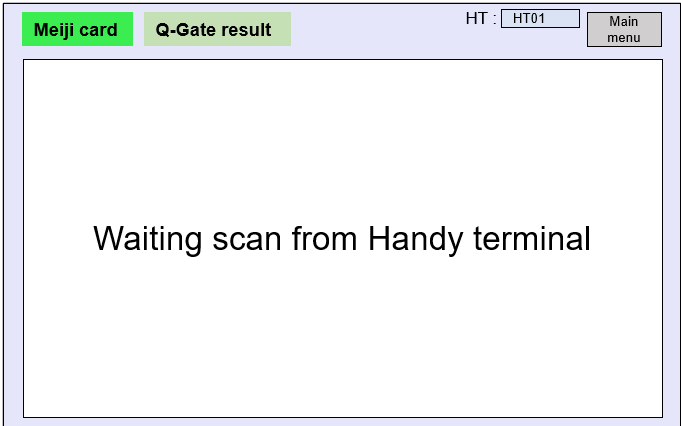 Meiji card
Q-Gate result
HT : HT01
Main
menu
Waiting scan from Handy terminal